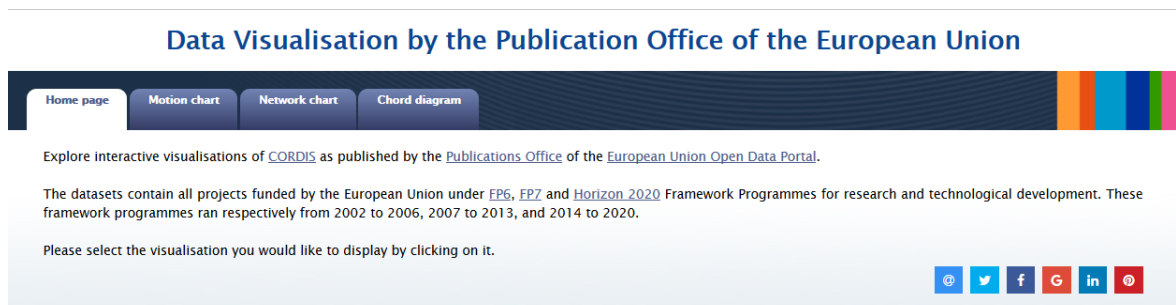 Data Visualisation by the Publication Office of the European Union
Home page
Motion chart
Network chart
Chord diagram
Explore interactive visualisations of CORDIS as published by the Publications Office of the European Union Open Data Portal.
The datasets contain all projects funded by the European Union under FP6, FP7 and Horizon 2020 Framework Programmes for research and technological development. These
framework programmes ran respectively from 2002 to 2006, 2007 to 2013, and 2014 to 2020.
Please select the visualisation you would like to display by clicking on it.
@ f G in